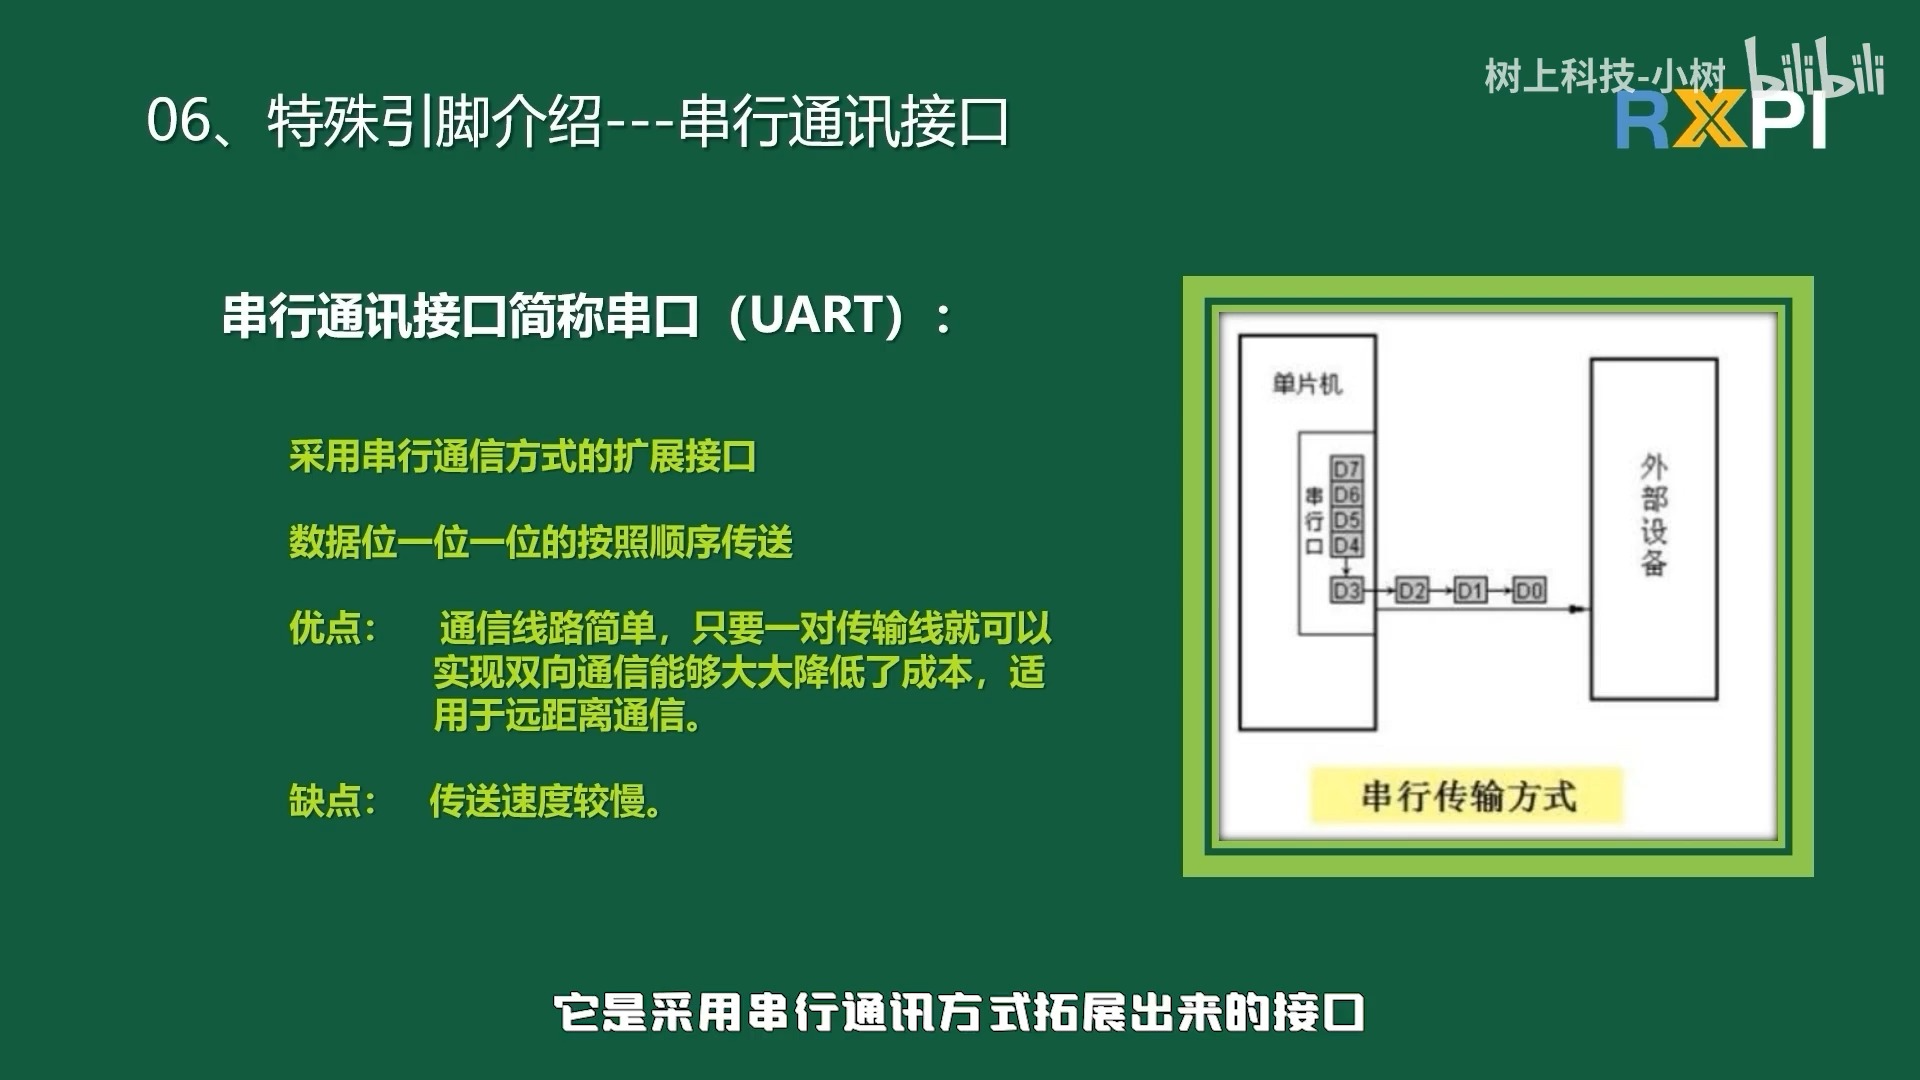 树上科技-小树 bilibili
RXPI
06、特殊引脚介绍---串行通讯接口
串行通讯接口简称串口（UART）：
采用串行通信方式的扩展接口
数据位一位一位的按照顺序传送
优点： 通信线路简单，只要一对传输线就可以
实现双向通信能够大大降低了成本，适
用于远距离通信。
缺点： 传送速度较慢。
单片机
串行口
D7
D6
D5
D4
D3 D2 D1 D0
外部设备
串行传输方式
它是采用串行通讯方式拓展出来的接口